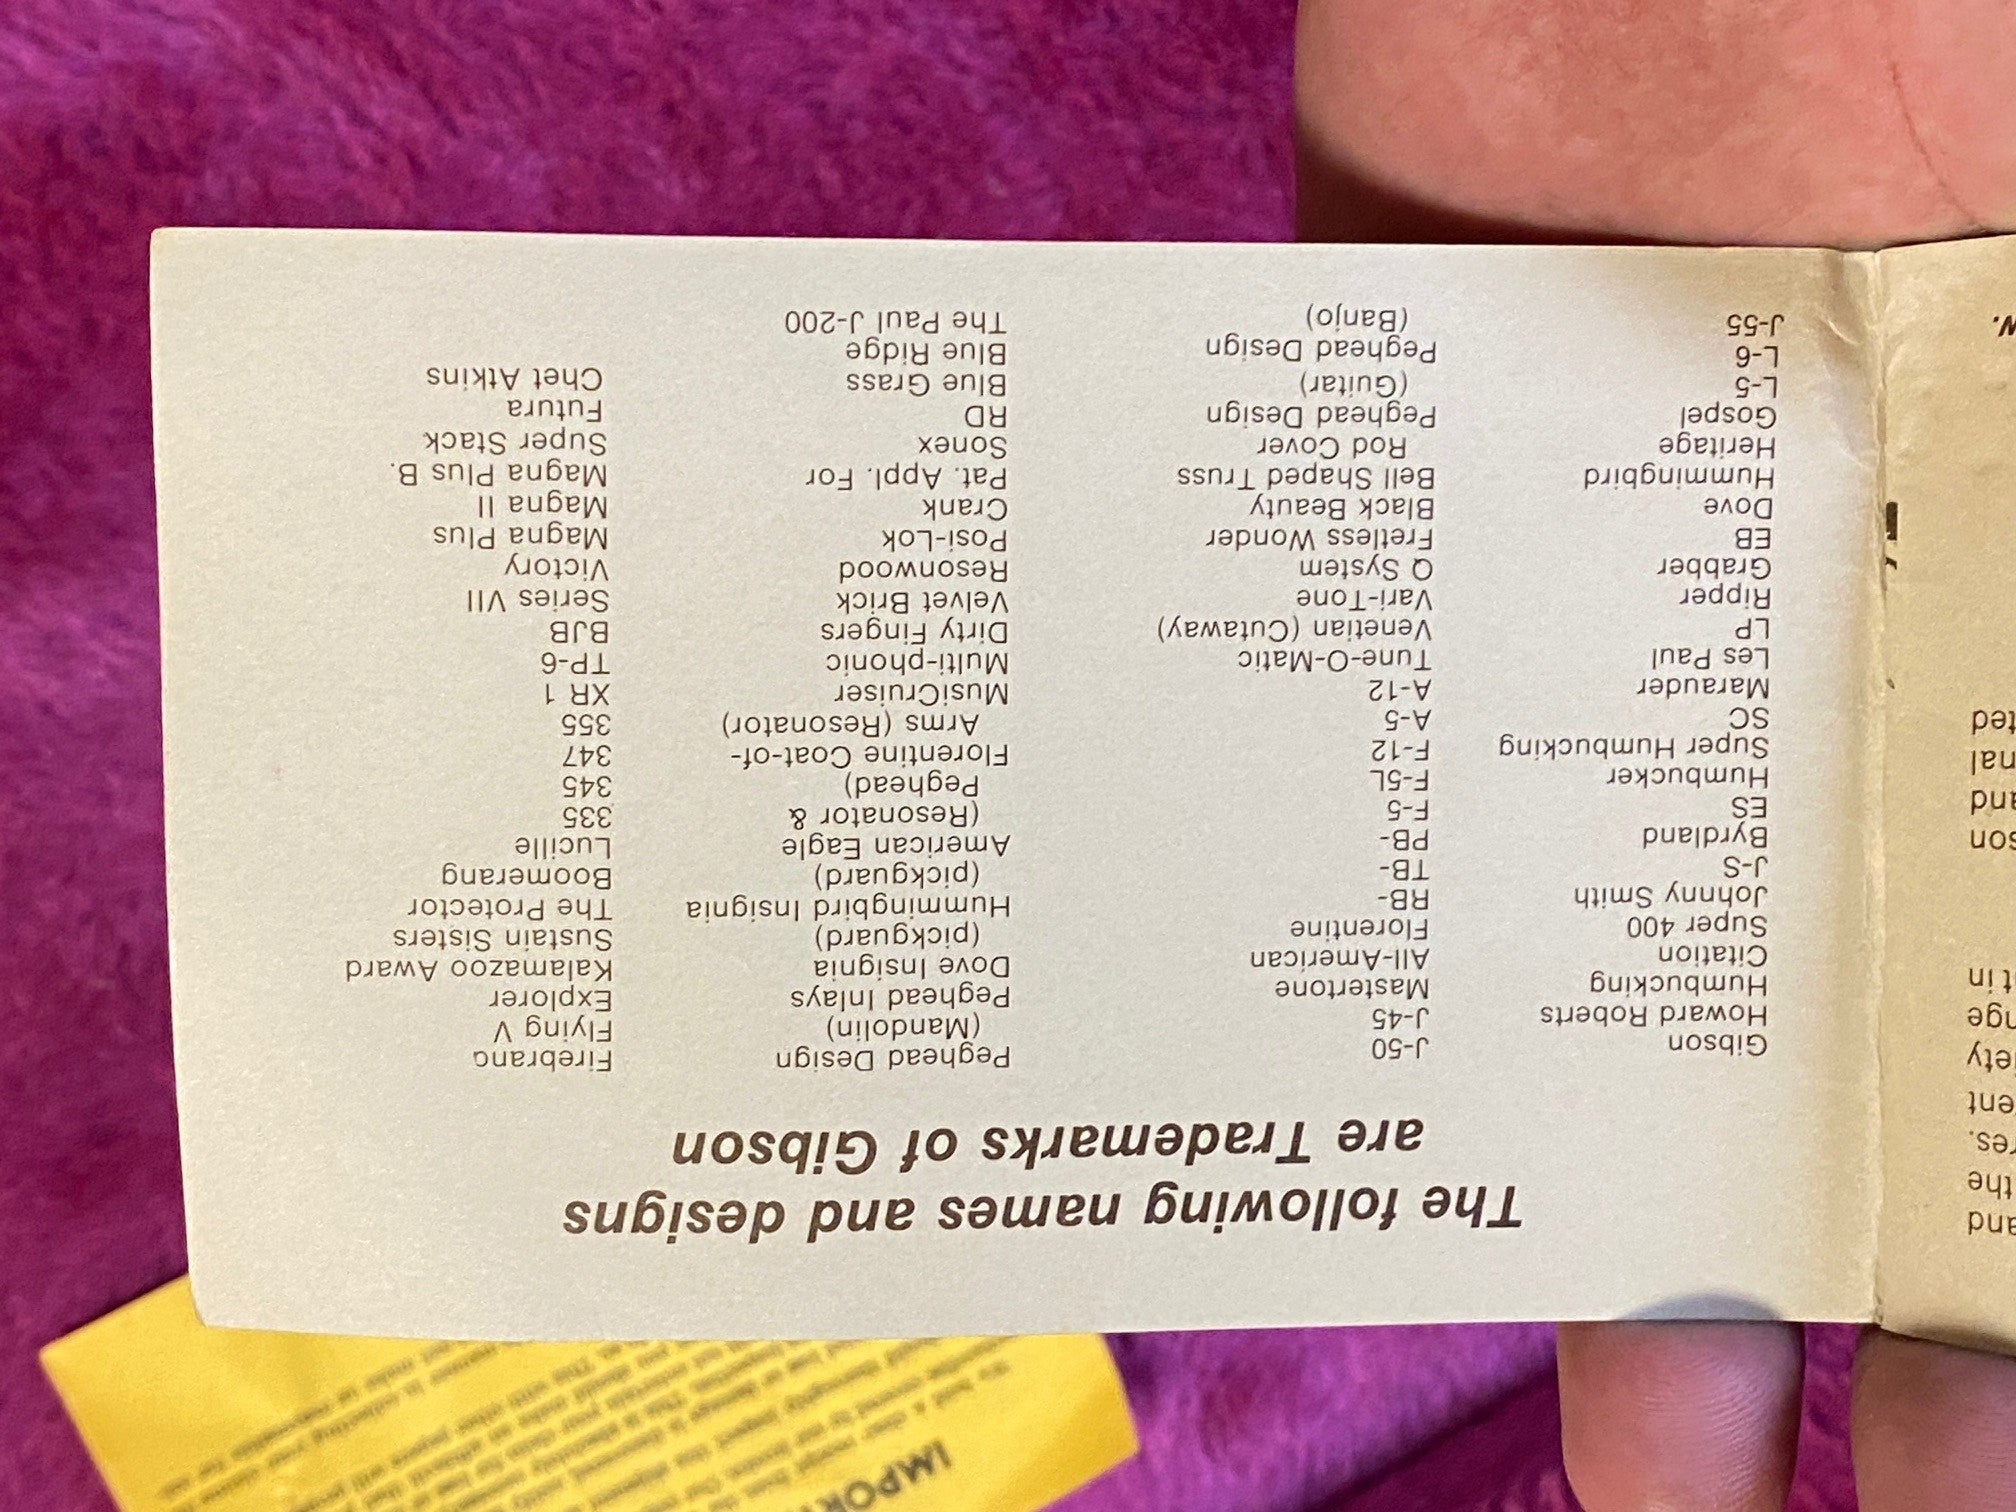 The following names and designs
are Trademarks of Gibson
Gibson
Howard Roberts
Humbucking
Citation
Super 400
Johnny Smith
J-S
Byrdland
ES
Humbucker
Super Humbucking
SC
Marauder
Les Paul
LP
Ripper
Grabber
EB
Dove
Hummingbird
Heritage
Gospel
L-5
L-6
J-55
J-50
J-45
Mastertone
All-American
Florentine
RB-
TB-
PB-
F-5
F-5L
F-12
A-5
A-12
Tune-O-Matic
Venetian (Cutaway)
Vari-Tone
Q System
Fretless Wonder
Black Beauty
Bell Shaped Truss
Rod Cover
Peghead Design
(Guitar)
Peghead Design
(Banjo)
Peghead Design
(Mandolin)
Peghead Inlays
Dove Insignia
(pickguard)
Hummingbird Insignia
(pickguard)
American Eagle
(Resonator &
Peghead)
Florentine Coat-of-
Arms (Resonator)
MusiCruiser
Multi-phonic
Dirty Fingers
Velvet Brick
Resonwood
Posi-Lok
Crank
Pat. Appl. For
Sonex
RD
Blue Grass
Blue Ridge
The Paul J-200
Firebrand
Flying V
Explorer
Kalamazoo Award
Sustain Sisters
The Protector
Boomerang
Lucille
335
345
347
355
XR 1
TP-6
BJB
Series VII
Victory
Magna Plus
Magna II
Magna Plus B.
Super Stack
Futura
Chet Atkins
and
the